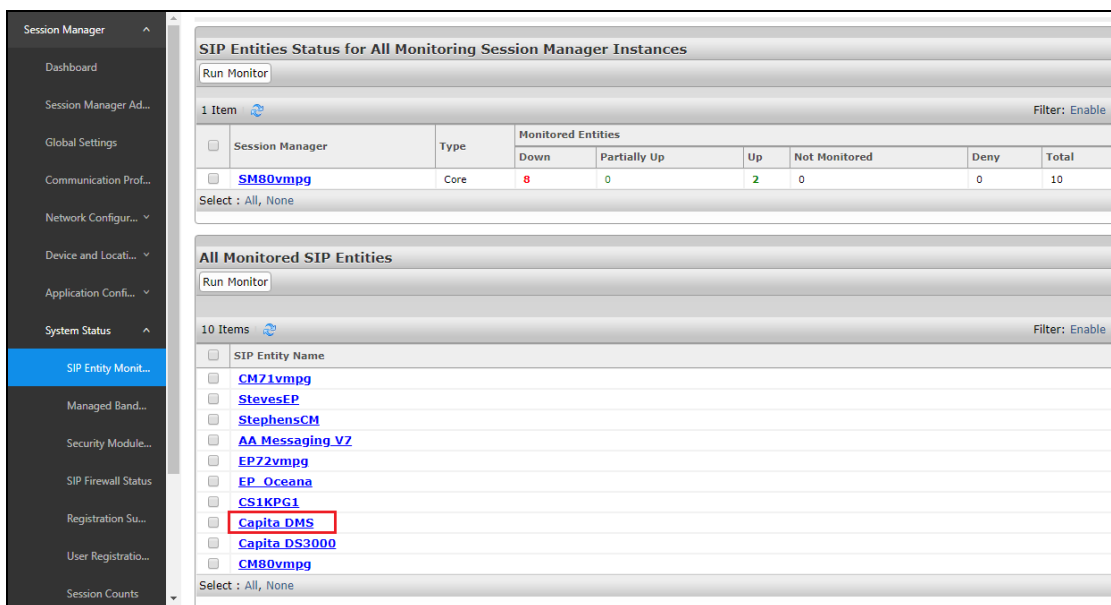 Session Manager
Dashboard
Session Manager Ad...
Global Settings
Communication Prof...
Network Configur...
Device and Locati...
Application Confi...
System Status
SIP Entity Monit...
Managed Band...
Security Module...
SIP Firewall Status
Registration Su...
User Registratio...
Session Counts
SIP Entities Status for All Monitoring Session Manager Instances
Run Monitor
1 Item Filter: Enable
Session Manager Type Monitored Entities
Down Partially Up Up Not Monitored Deny Total
SM80vmpg Core 8 0 2 0 0 10
Select : All, None
All Monitored SIP Entities
Run Monitor
10 Items Filter: Enable
SIP Entity Name
CM71vmpg
StevesEP
StephensCM
AA Messaging V7
EP72vmpg
EP_Oceana
CS1KPG1
Capita DMS
Capita DS3000
CM80vmpg
Select : All, None